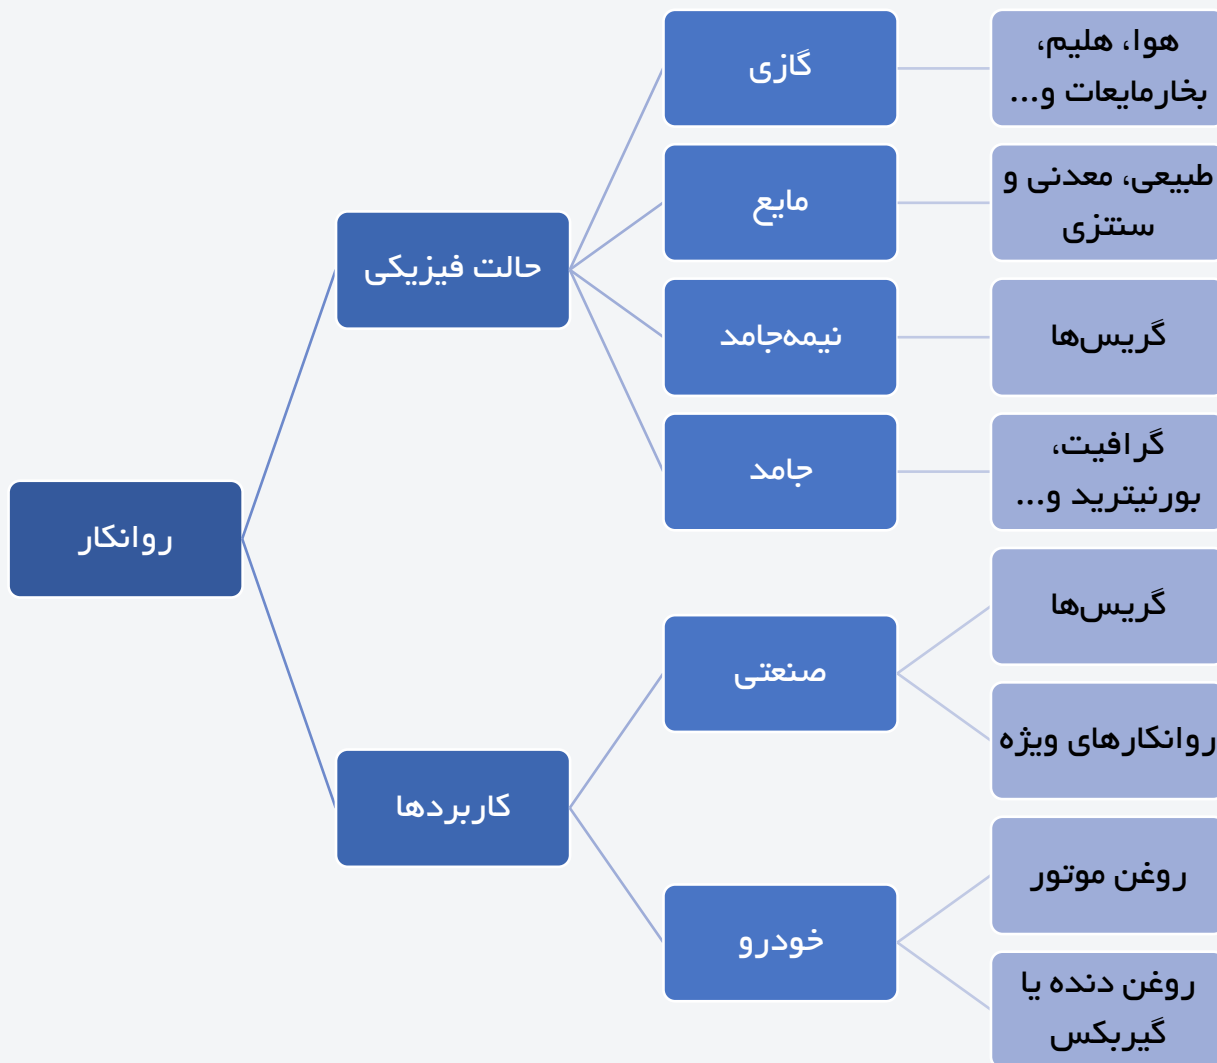 روانکار
حالت فیزیکی
گازی
هوا، هلیم،
بخارمایعات و...
مایع
طبیعی، معدنی و
سنتزی
نیمه‌جامد
گریس‌ها
جامد
گرافیت،
بورنیترید و...
کاربردها
صنعتی
گریس‌ها
روانکارهای ویژه
خودرو
روغن موتور
روغن دنده یا
گیربکس